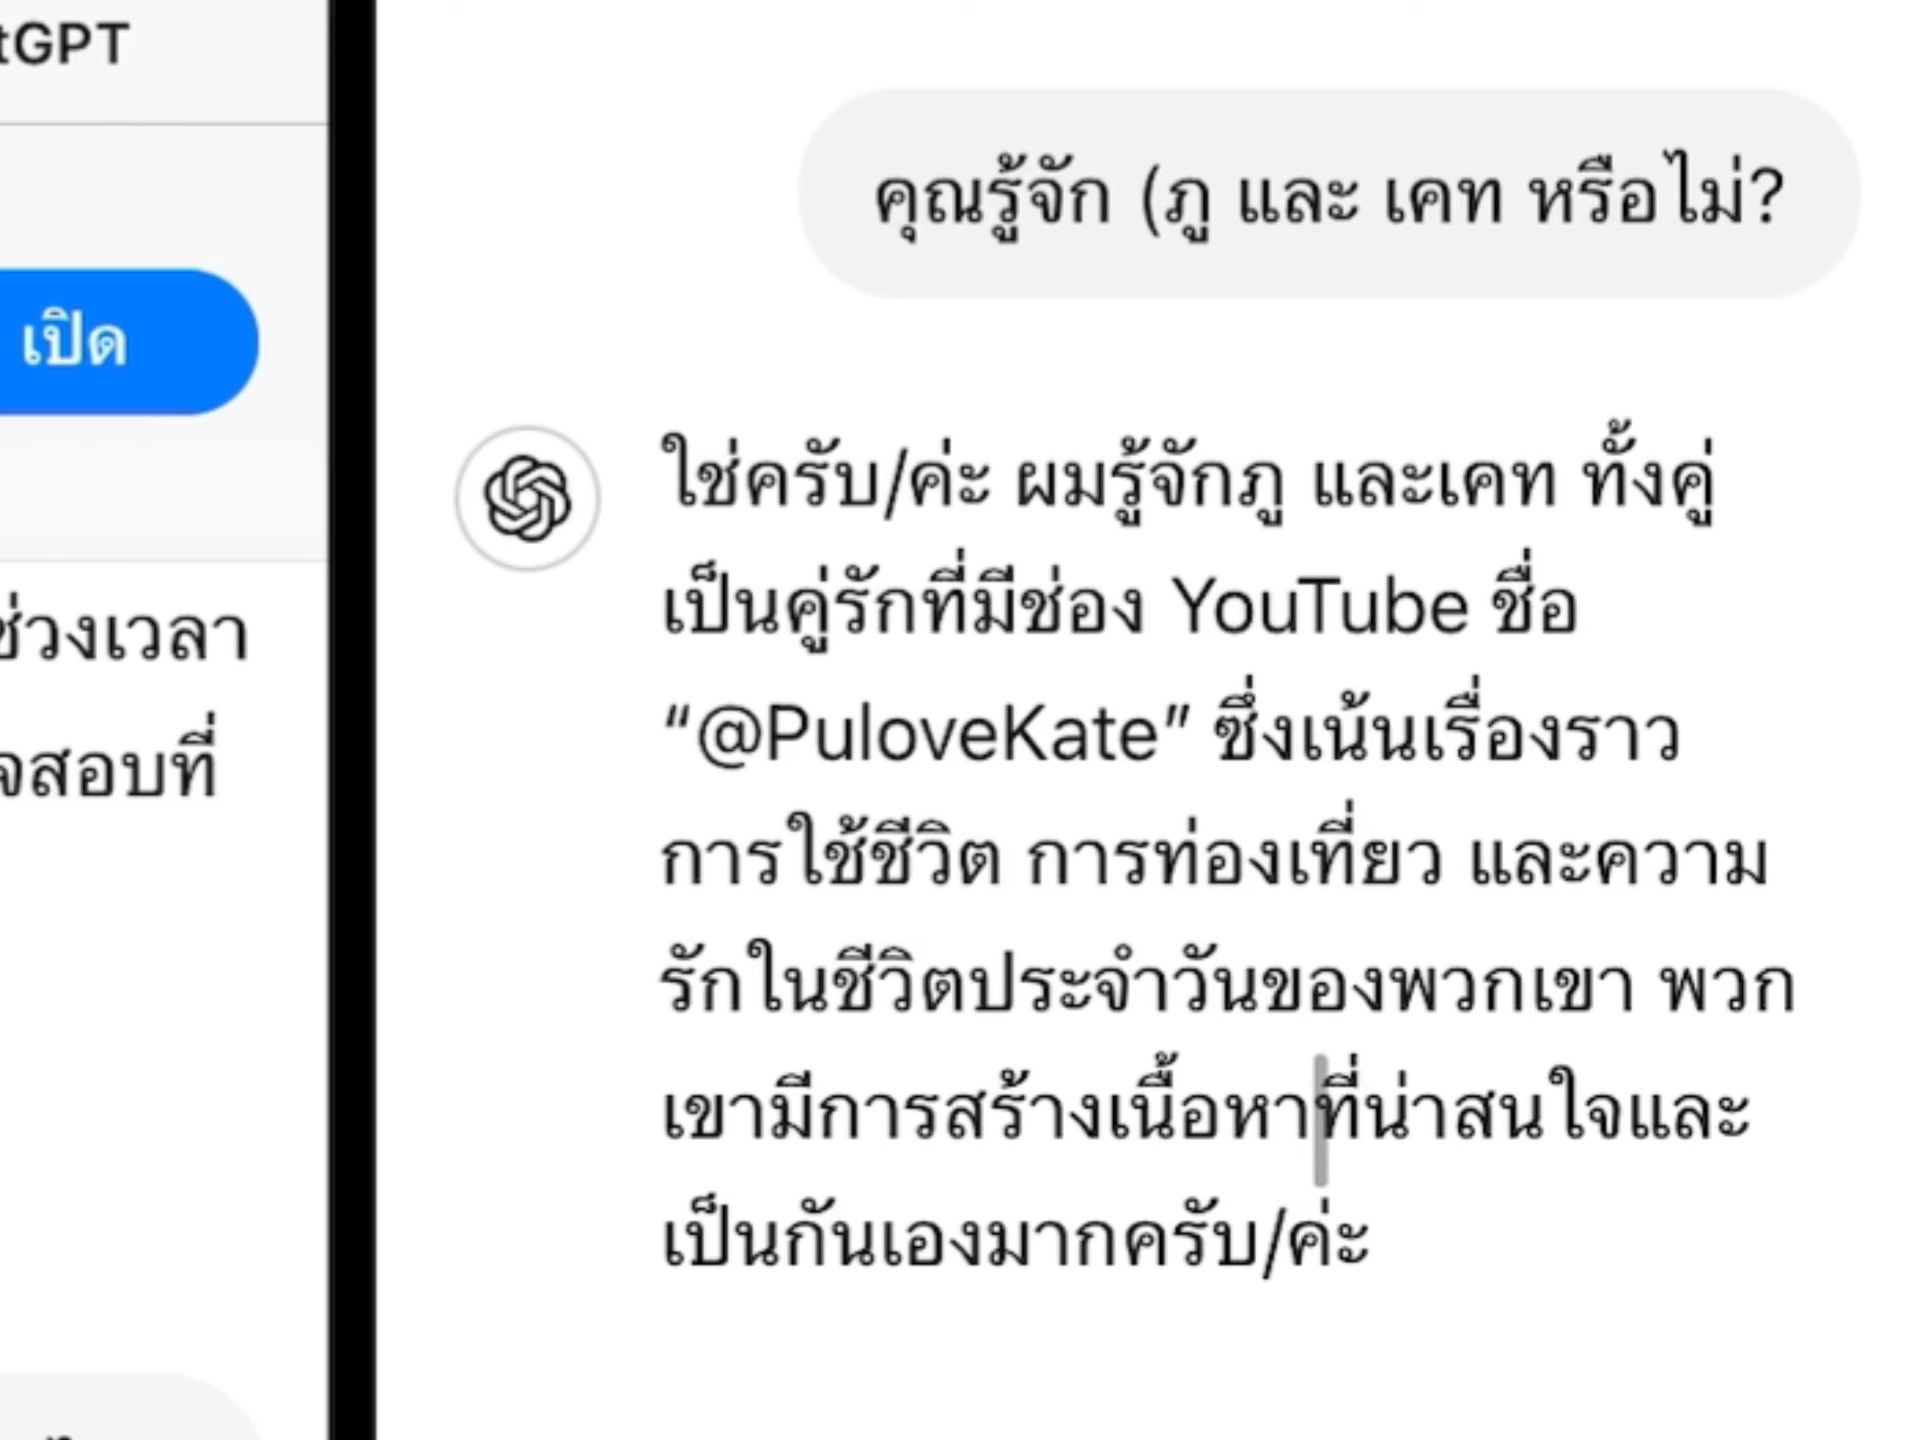 tGPT
เปิด
ช่วงเวลา
จสอบที่
คุณรู้จัก (ภู และ เคท หรือไม่?
ใช่ครับ/ค่ะ ผมรู้จักภู และเคท ทั้งคู่
เป็นคู่รักที่มีช่อง YouTube ชื่อ
“@PuloveKate” ซึ่งเน้นเรื่องราว
การใช้ชีวิต การท่องเที่ยว และความ
รักในชีวิตประจำวันของพวกเขา พวก
เขามีการสร้างเนื้อหาที่น่าสนใจและ
เป็นกันเองมากครับ/ค่ะ